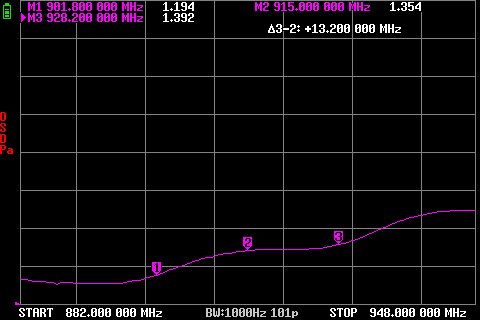 M1 901.800 000 MHz 1.194 M2 915.000 000 MHz 1.354
M3 928.200 000 MHz 1.392
Δ3-2: +13.200 000 MHz
Q
S
D
Pa
1
2
3
START 882.000 000 MHz BW:1000Hz 101p STOP 948.000 000 MHz